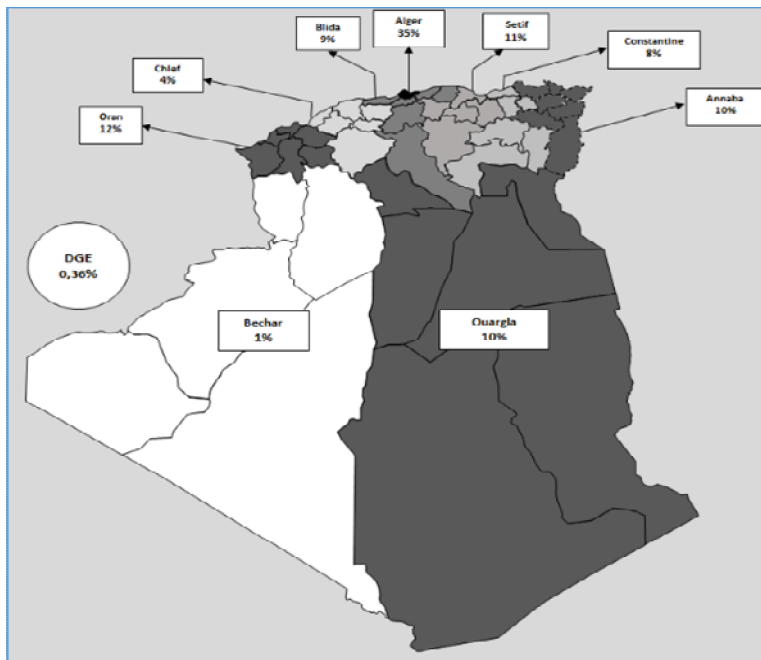 Alger
35%
Blida
9%
Setif
11%
Constantine
8%
Chlef
4%
Annaba
10%
Oran
12%
DGE
0,36%
Bechar
1%
Ouargla
10%